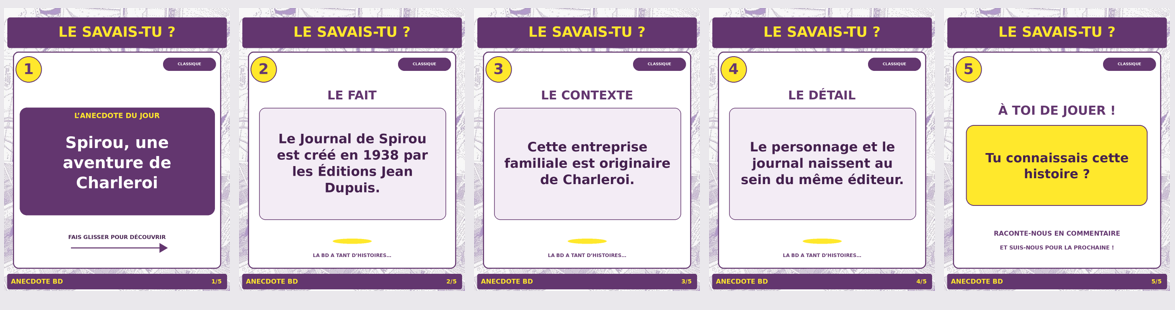 LE SAVAIS-TU ?
1
CLASSIQUE
L'ANECDOTE DU JOUR
Spirou, une
aventure de
Charleroi
FAIS GLISSER POUR DÉCOUVRIR
ANECDOTE BD
1/5
LE SAVAIS-TU ?
2
CLASSIQUE
LE FAIT
Le Journal de Spirou
est créé en 1938 par
les Éditions Jean
Dupuis.
LA BD A TANT D'HISTOIRES...
ANECDOTE BD
2/5
LE SAVAIS-TU ?
3
CLASSIQUE
LE CONTEXTE
Cette entreprise
familiale est originaire
de Charleroi.
LA BD A TANT D'HISTOIRES...
ANECDOTE BD
3/5
LE SAVAIS-TU ?
4
CLASSIQUE
LE DÉTAIL
Le personnage et le
journal naissent au
sein du même éditeur.
LA BD A TANT D'HISTOIRES...
ANECDOTE BD
4/5
LE SAVAIS-TU ?
5
CLASSIQUE
À TOI DE JOUER !
Tu connaissais cette
histoire ?
RACONTE-NOUS EN COMMENTAIRE
ET SUIS-NOUS POUR LA PROCHAINE !
ANECDOTE BD
5/5